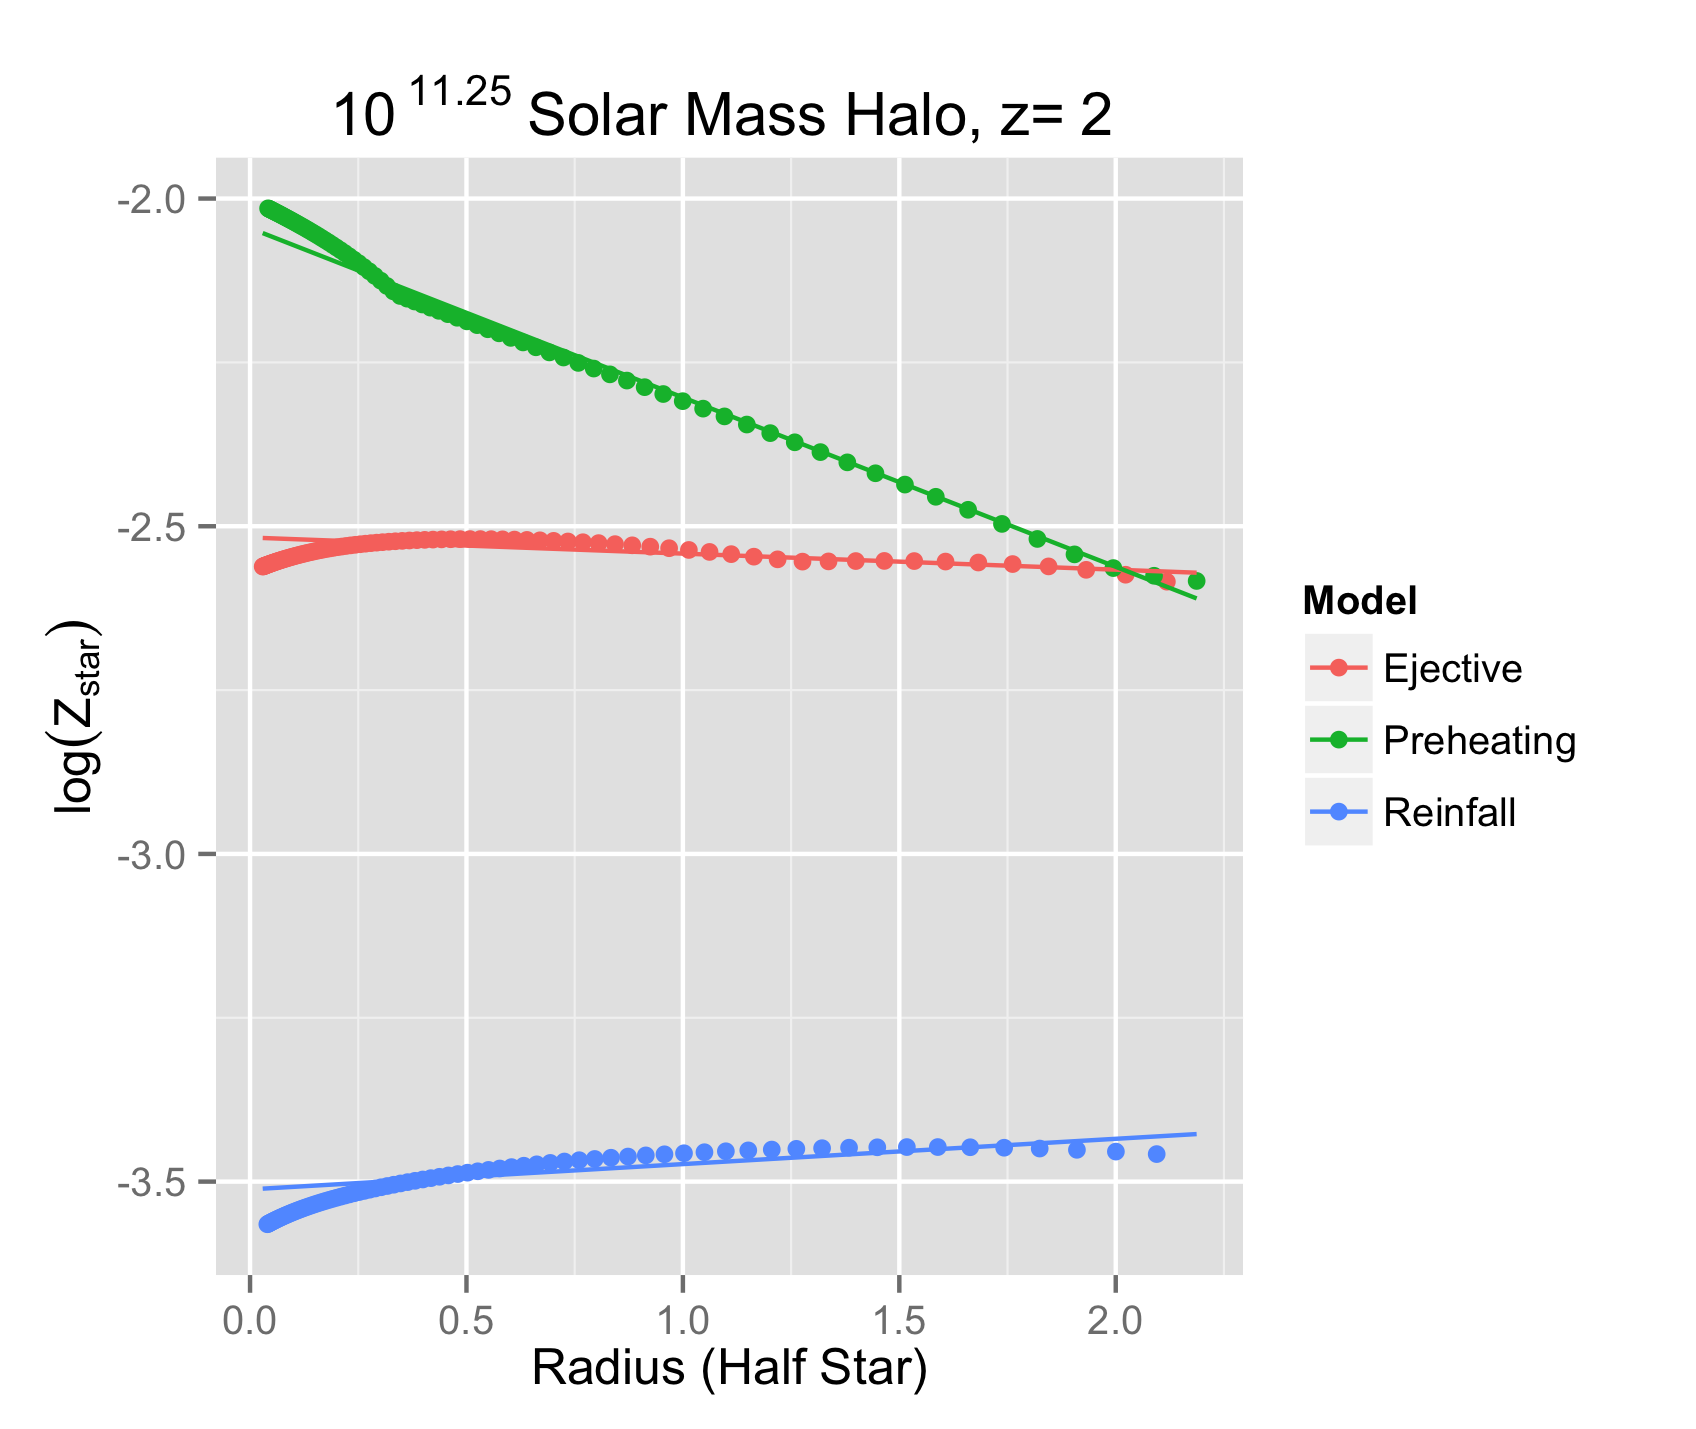 10 11.25 Solar Mass Halo, z= 2
-2.0
-2.5
-3.0
-3.5
log(Zstar)
0.0 0.5 1.0 1.5 2.0
Radius (Half Star)
Model
Ejective
Preheating
Reinfall